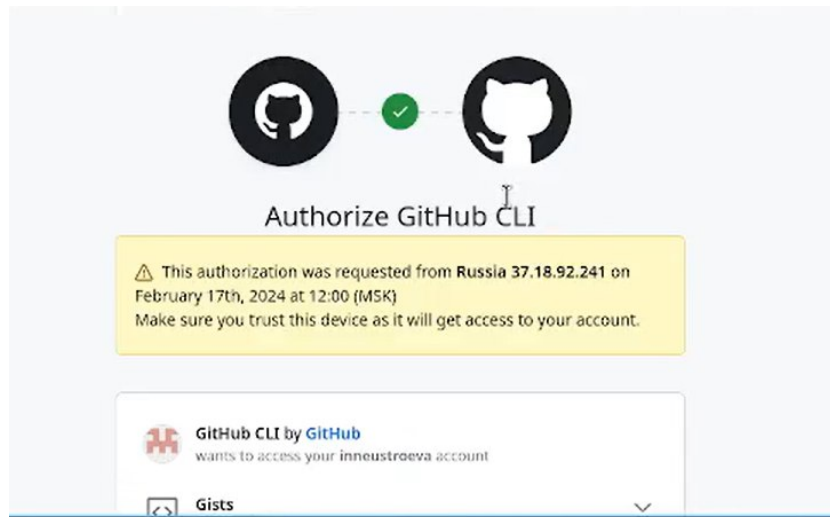 Authorize GitHub CLI
This authorization was requested from Russia 37.18.92.241 on
February 17th, 2024 at 12:00 (MSK)
Make sure you trust this device as it will get access to your account.
GitHub CLI by GitHub
wants to access your inneustroeva account
Gists